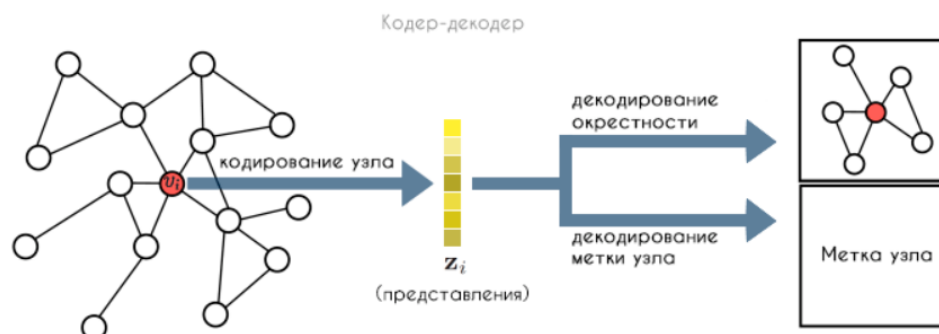 Кодер-декодер
v_i
кодирование узла
z_i
(представления)
декодирование
окрестности
декодирование
метки узла
Метка узла